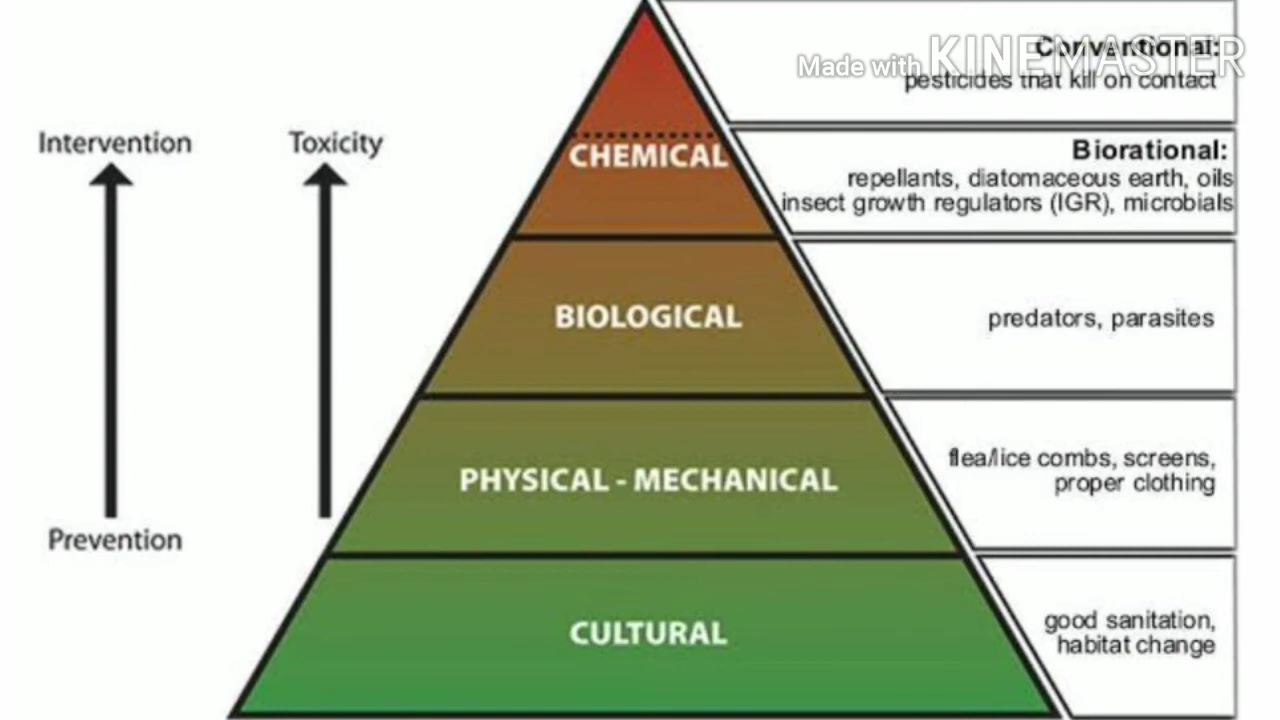 Conventional:
Made with KINEMASTER
pesticides that kill on contact
Intervention
Toxicity
CHEMICAL
Biorational:
repellants, diatomaceous earth, oils
insect growth regulators (IGR), microbials
BIOLOGICAL
predators, parasites
PHYSICAL - MECHANICAL
flea/lice combs, screens,
proper clothing
Prevention
CULTURAL
good sanitation,
habitat change